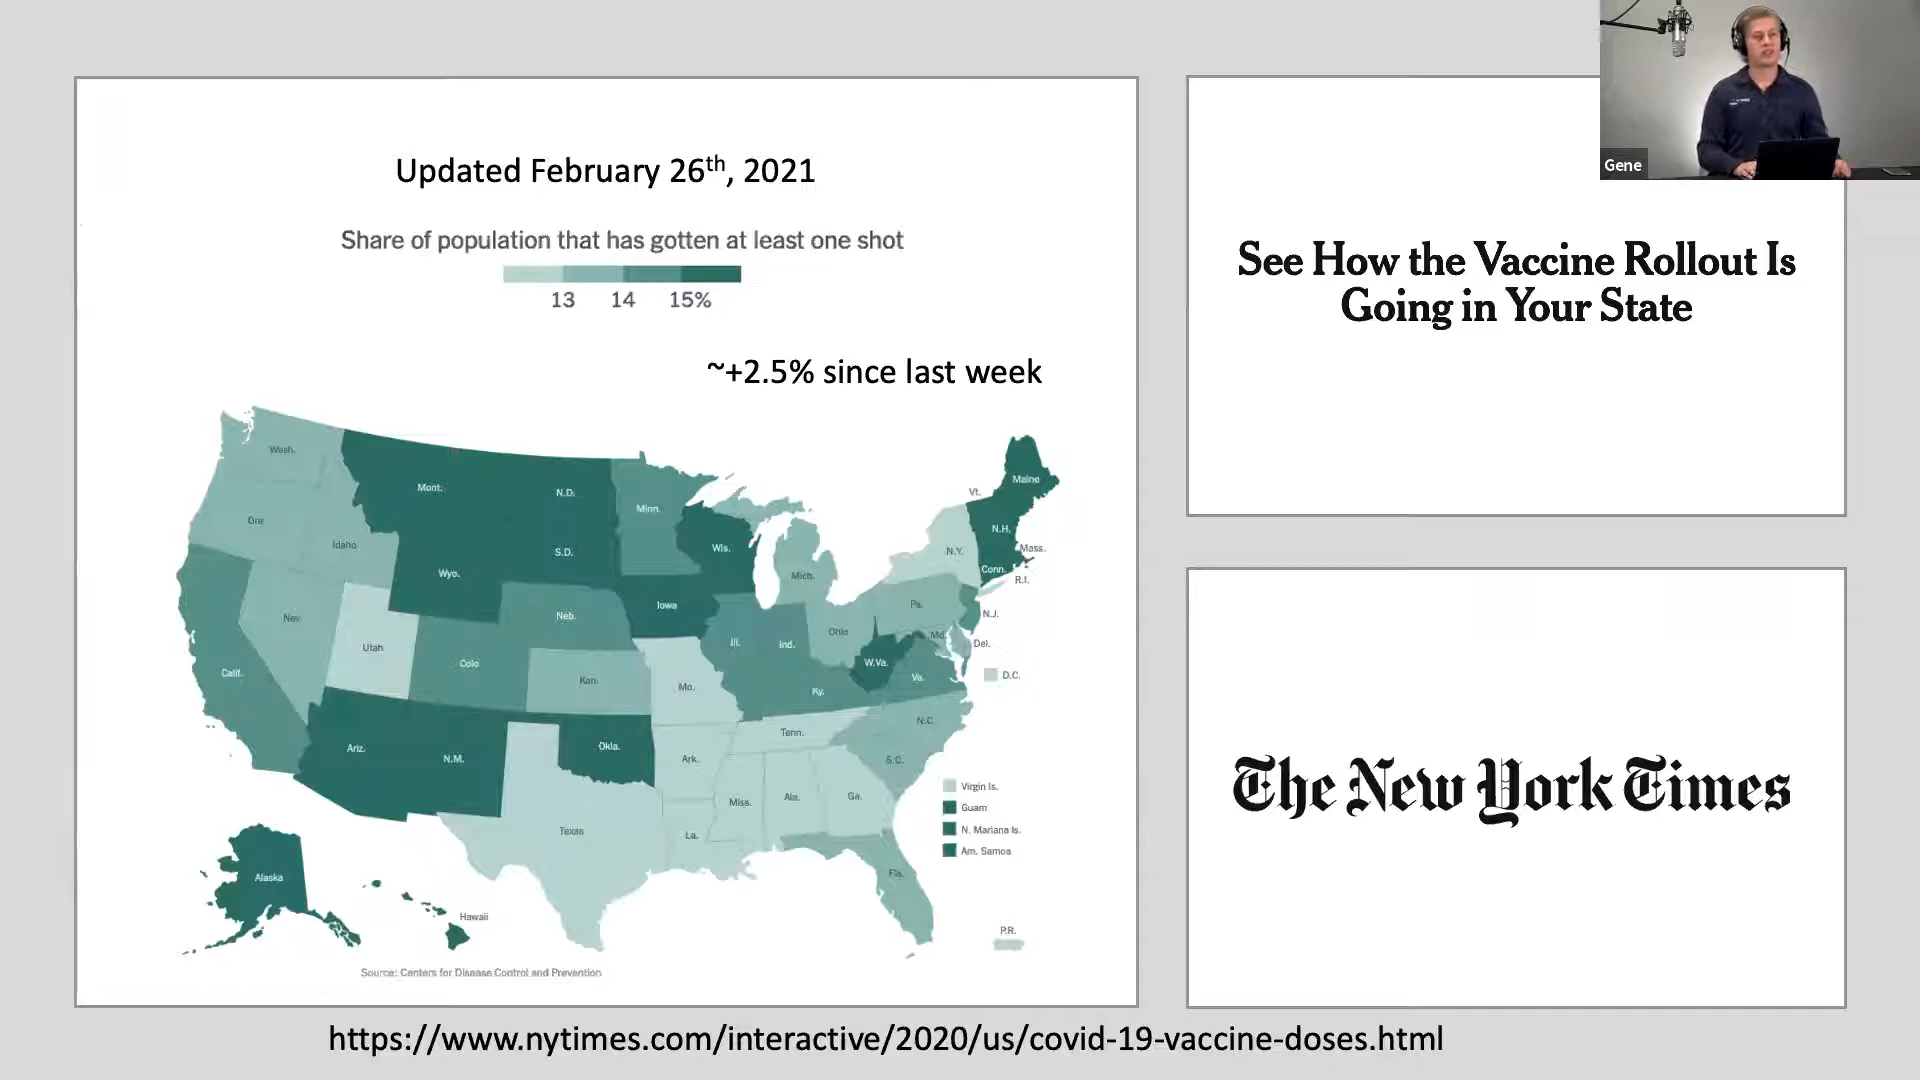 Updated February 26th, 2021
Share of population that has gotten at least one shot
13 14 15%
~+2.5% since last week
Wash.
Mont.
N.D.
Minn.
Ore
Idaho
Wyo.
S.D.
Wis.
Mich.
Vt.
Maine
N.H.
N.Y.
Mass.
Conn.
R.I.
Nev.
Utah
Colo
Neb.
Iowa
Ill.
Ind.
Ohio
Pa.
N.J.
Md.
Del.
D.C.
Calif.
Kan.
Mo.
Ky.
W.Va.
Va.
N.C.
Ariz.
N.M.
Okla.
Ark.
Tenn.
S.C.
Texas
La.
Miss.
Ala.
Ga.
Fla.
Virgin Is.
Guam
N. Mariana Is.
Am. Samoa
Alaska
Hawaii
P.R.
Source: Centers for Disease Control and Prevention
Gene
See How the Vaccine Rollout Is
Going in Your State
The New York Times
https://www.nytimes.com/interactive/2020/us/covid-19-vaccine-doses.html